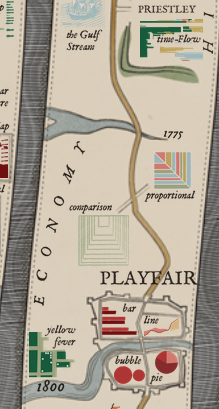 PRIESTLEY
time-Flow
the Gulf
Stream
1775
ECONOMY
proportional
comparison
PLAYFAIR
bar
line
yellow
fever
bubble
pie
1800